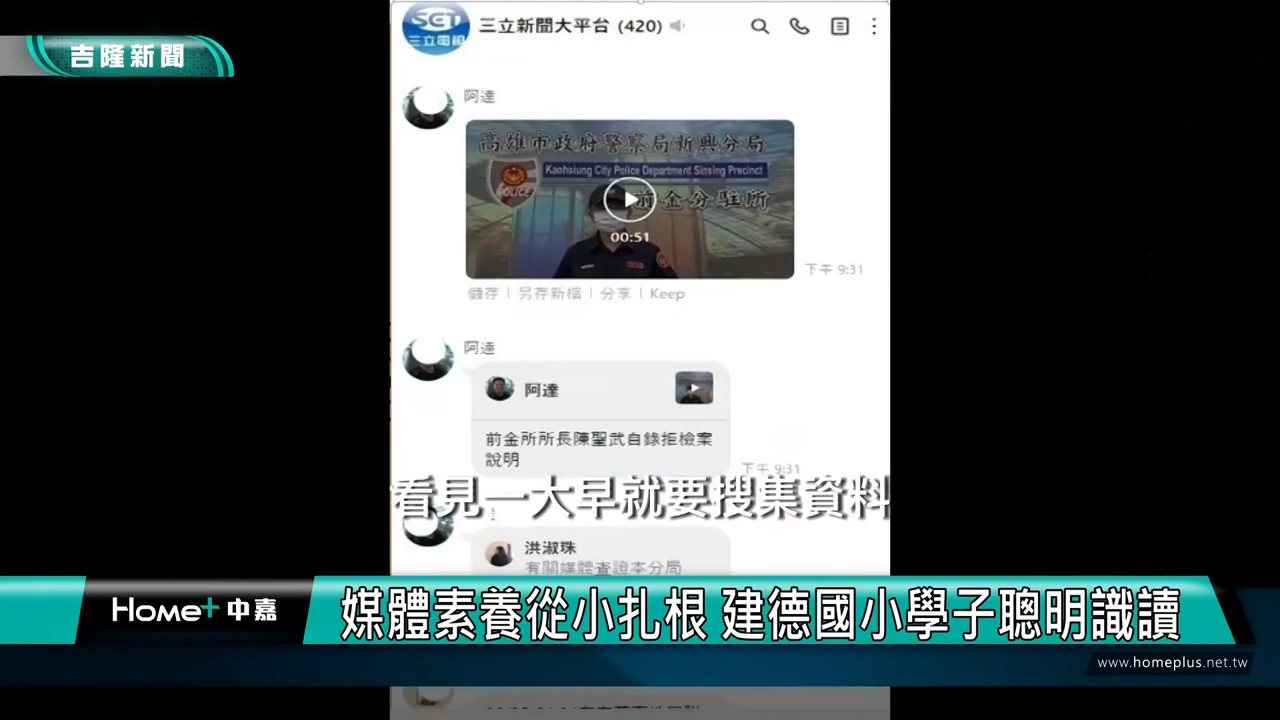 三立新聞大平台 (420)
SET
三立電視
吉隆新聞
阿達
高雄市政府警察局新興分局
Kaohsiung City Police Department Sinsing Precinct
POLICE
前金分駐所
00:51
下午 9:31
儲存 | 另存新檔 | 分享 | Keep
阿達
阿達
前金所所長陳聖武自錄拒檢案
說明
下午 9:31
看見一大早就要搜集資料
洪淑珠
有關媒體查證本分局
Home+中嘉
媒體素養從小扎根 建德國小學子聰明識讀
www.homeplus.net.tw